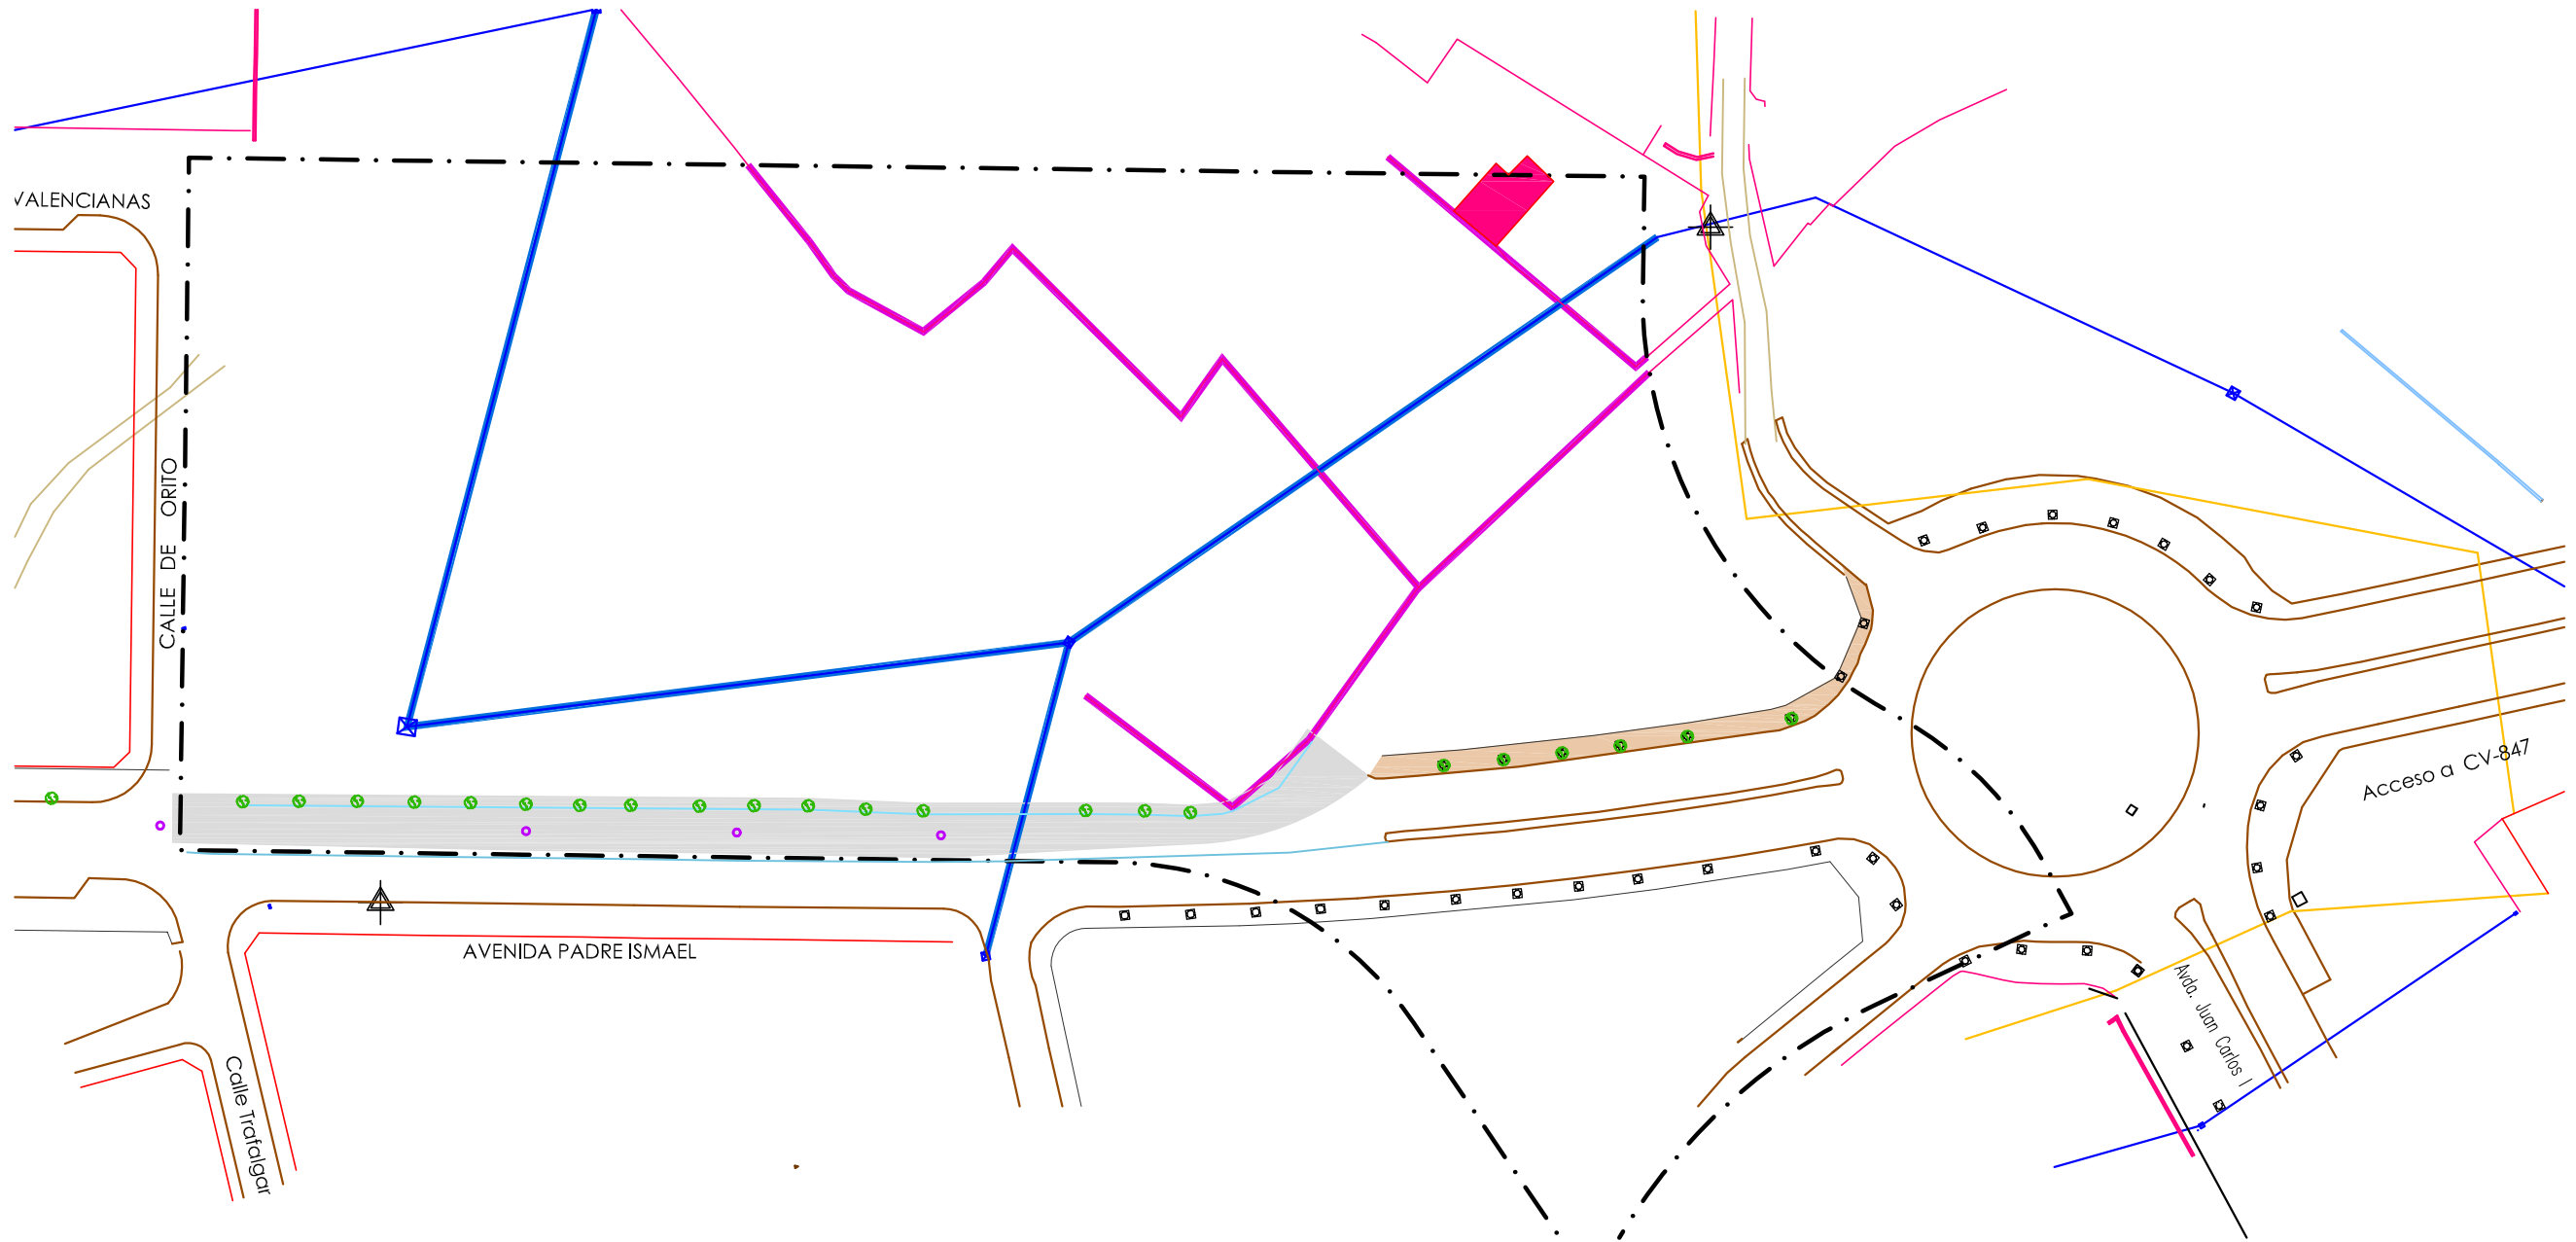 VALENCIANAS
CALLE DE ORITO
AVENIDA PADRE ISMAEL
Calle Trafalgar
Acceso a CV-847
Avda. Juan Carlos I